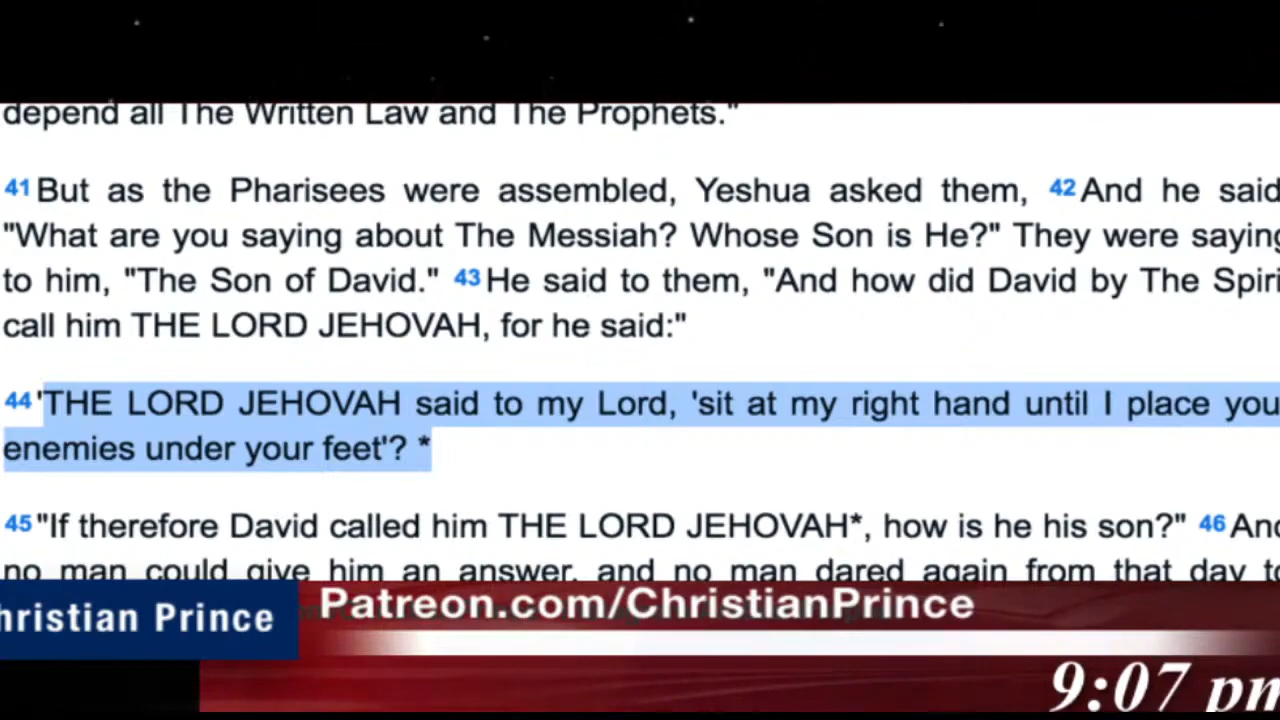 depend all The Written Law and The Prophets."
41 But as the Pharisees were assembled, Yeshua asked them, 42 And he said
"What are you saying about The Messiah? Whose Son is He?" They were saying
to him, "The Son of David." 43 He said to them, "And how did David by The Spiri
call him THE LORD JEHOVAH, for he said:"
44 'THE LORD JEHOVAH said to my Lord, 'sit at my right hand until I place you
enemies under your feet'? *
45 "If therefore David called him THE LORD JEHOVAH*, how is he his son?" 46 And
no man could give him an answer, and no man dared again from that day to
hristian Prince
Patreon.com/ChristianPrince
9:07 pm